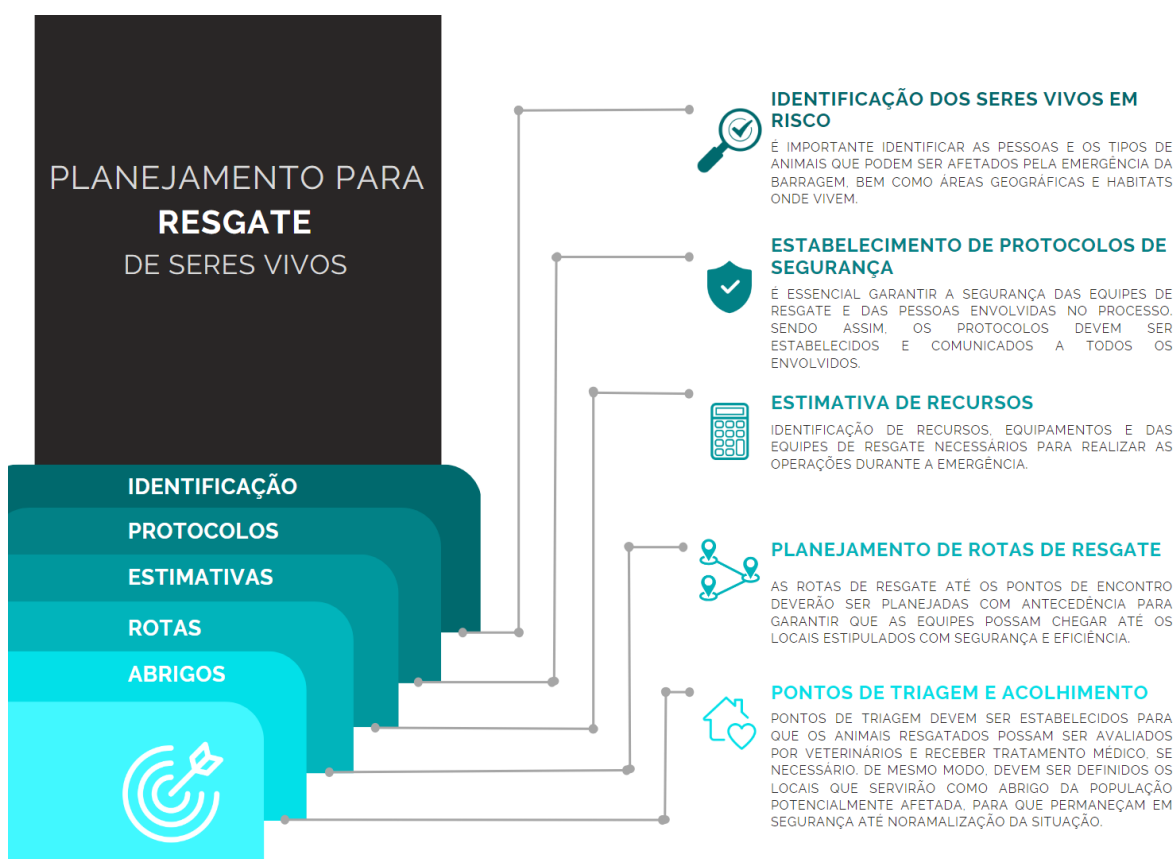 PLANEJAMENTO PARA
RESGATE
DE SERES VIVOS
IDENTIFICAÇÃO
PROTOCOLOS
ESTIMATIVAS
ROTAS
ABRIGOS
IDENTIFICAÇÃO DOS SERES VIVOS EM
RISCO
É IMPORTANTE IDENTIFICAR AS PESSOAS E OS TIPOS DE
ANIMAIS QUE PODEM SER AFETADOS PELA EMERGÊNCIA DA
BARRAGEM, BEM COMO ÁREAS GEOGRÁFICAS E HABITATS
ONDE VIVEM.
ESTABELECIMENTO DE PROTOCOLOS DE
SEGURANÇA
É ESSENCIAL GARANTIR A SEGURANÇA DAS EQUIPES DE
RESGATE E DAS PESSOAS ENVOLVIDAS NO PROCESSO.
SENDO ASSIM, OS PROTOCOLOS DEVEM SER
ESTABELECIDOS E COMUNICADOS A TODOS OS
ENVOLVIDOS.
ESTIMATIVA DE RECURSOS
IDENTIFICAÇÃO DE RECURSOS, EQUIPAMENTOS E DAS
EQUIPES DE RESGATE NECESSÁRIOS PARA REALIZAR AS
OPERAÇÕES DURANTE A EMERGÊNCIA.
PLANEJAMENTO DE ROTAS DE RESGATE
AS ROTAS DE RESGATE ATÉ OS PONTOS DE ENCONTRO
DEVERÃO SER PLANEJADAS COM ANTECEDÊNCIA PARA
GARANTIR QUE AS EQUIPES POSSAM CHEGAR ATÉ OS
LOCAIS ESTIPULADOS COM SEGURANÇA E EFICIÊNCIA.
PONTOS DE TRIAGEM E ACOLHIMENTO
PONTOS DE TRIAGEM DEVEM SER ESTABELECIDOS PARA
QUE OS ANIMAIS RESGATADOS POSSAM SER AVALIADOS
POR VETERINÁRIOS E RECEBER TRATAMENTO MÉDICO, SE
NECESSÁRIO. DE MESMO MODO, DEVEM SER DEFINIDOS OS
LOCAIS QUE SERVIRÃO COMO ABRIGO DA POPULAÇÃO
POTENCIALMENTE AFETADA, PARA QUE PERMANEÇAM EM
SEGURANÇA ATÉ NORAMALIZAÇÃO DA SITUAÇÃO.